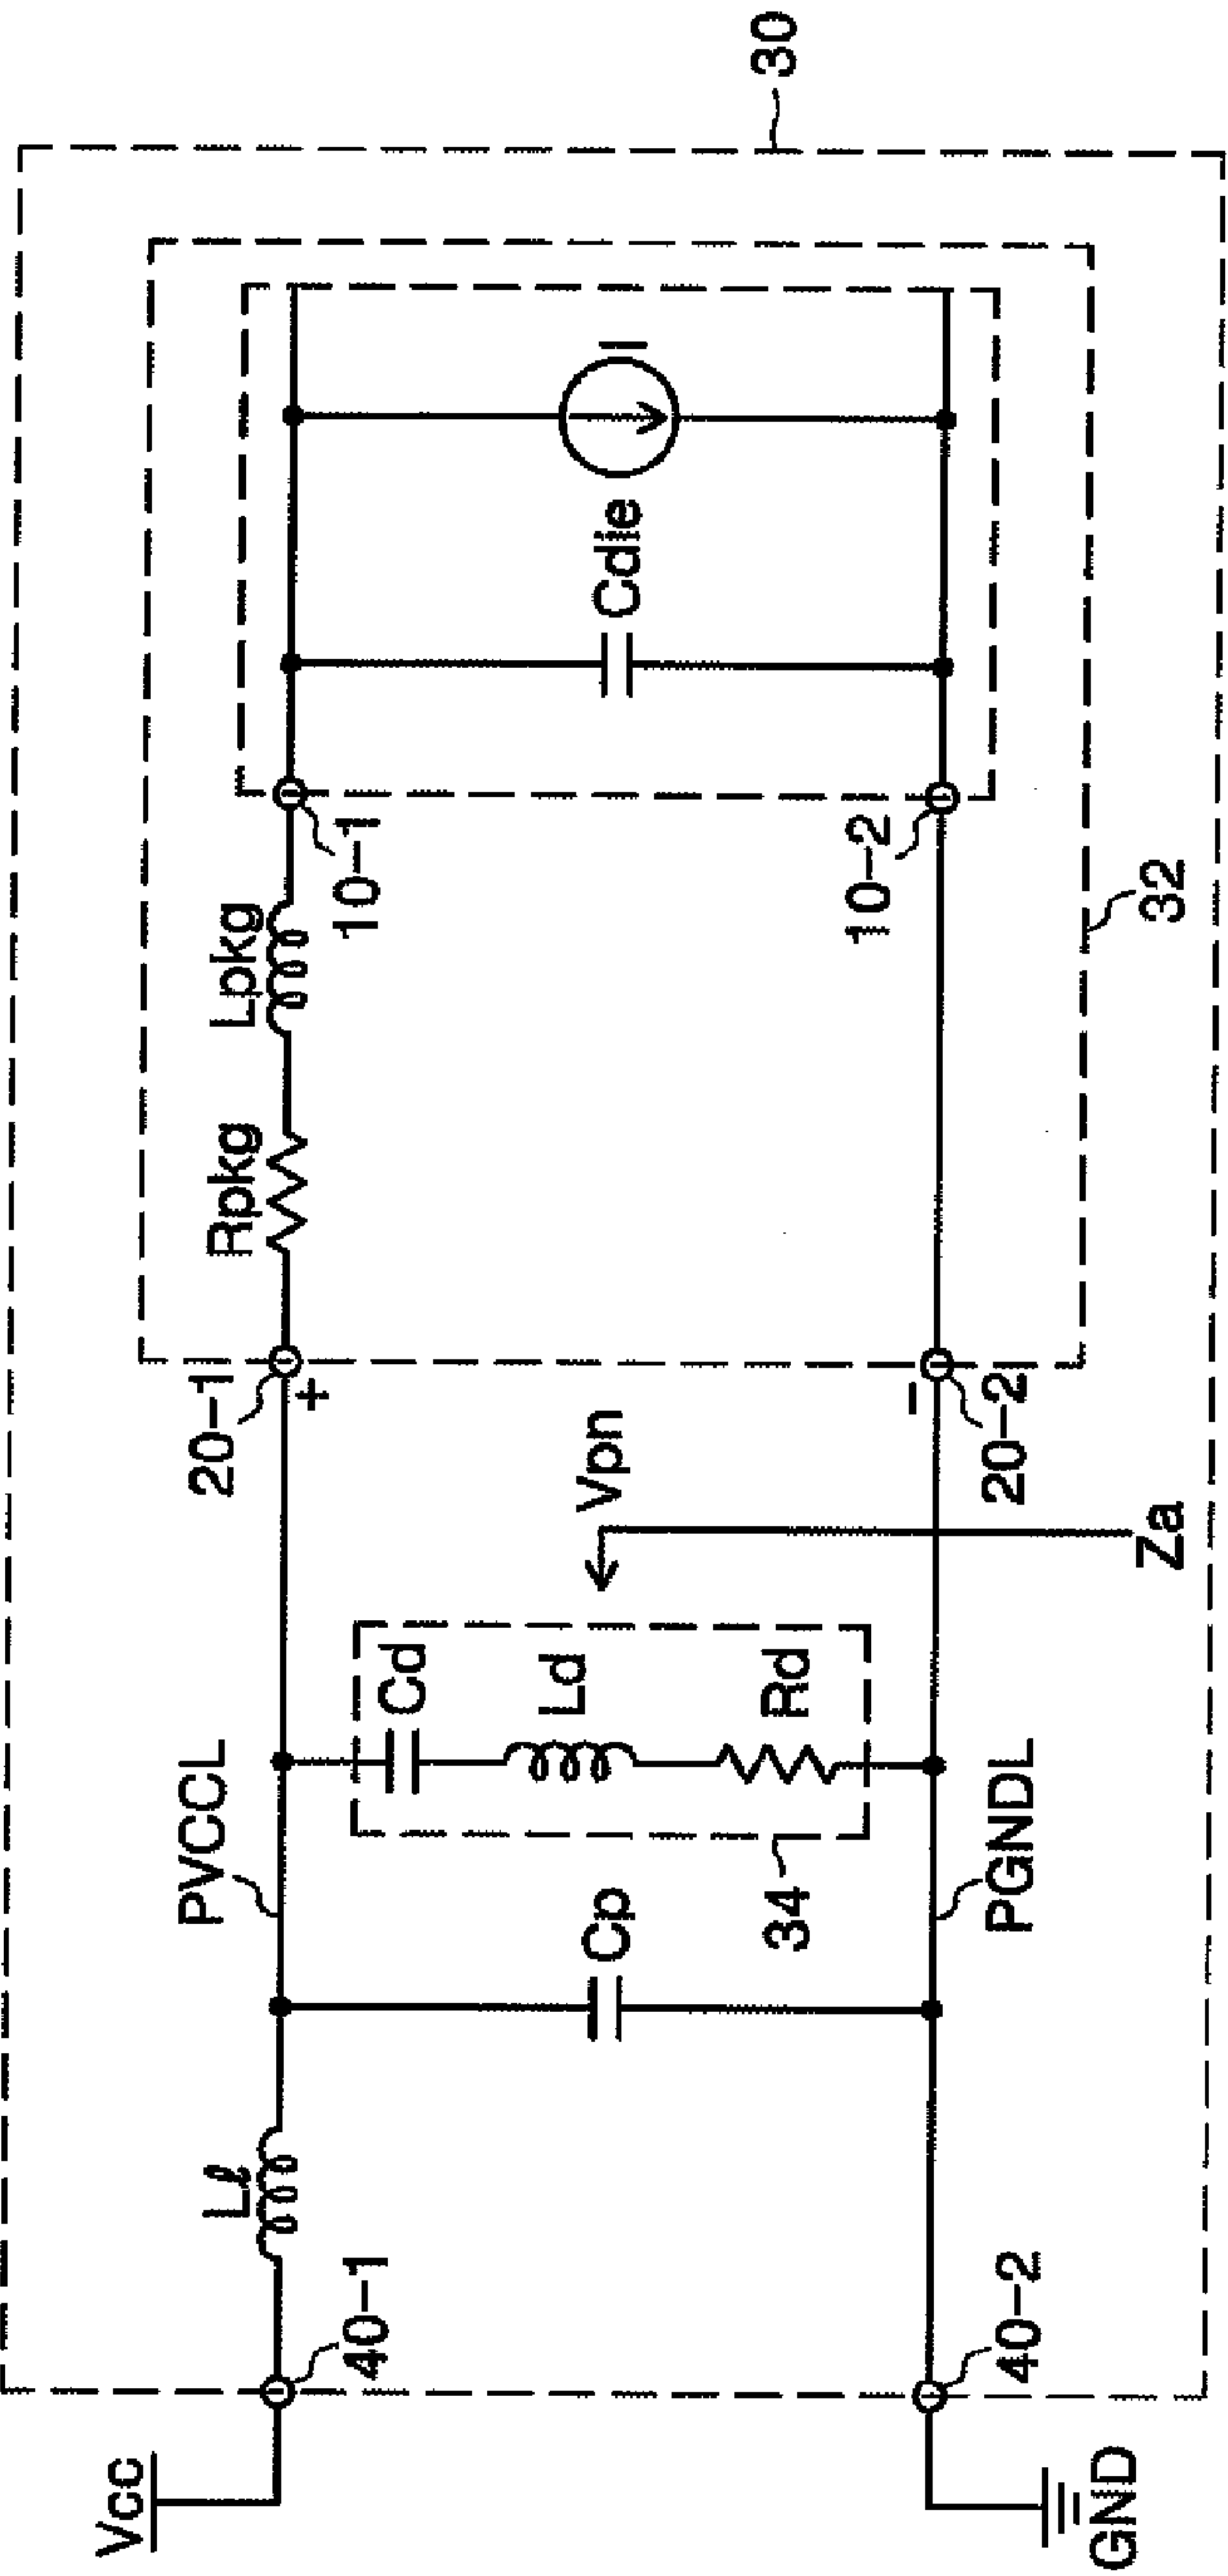 30
Vcc
40-1
Lℓ
PVCCL
Cp
Cd
Ld
Rd
34
20-1
+
Vpn
-
20-2
Za
Rpkg
Lpkg
10-1
Cdie
I
10-2
32
PGNDL
40-2
GND